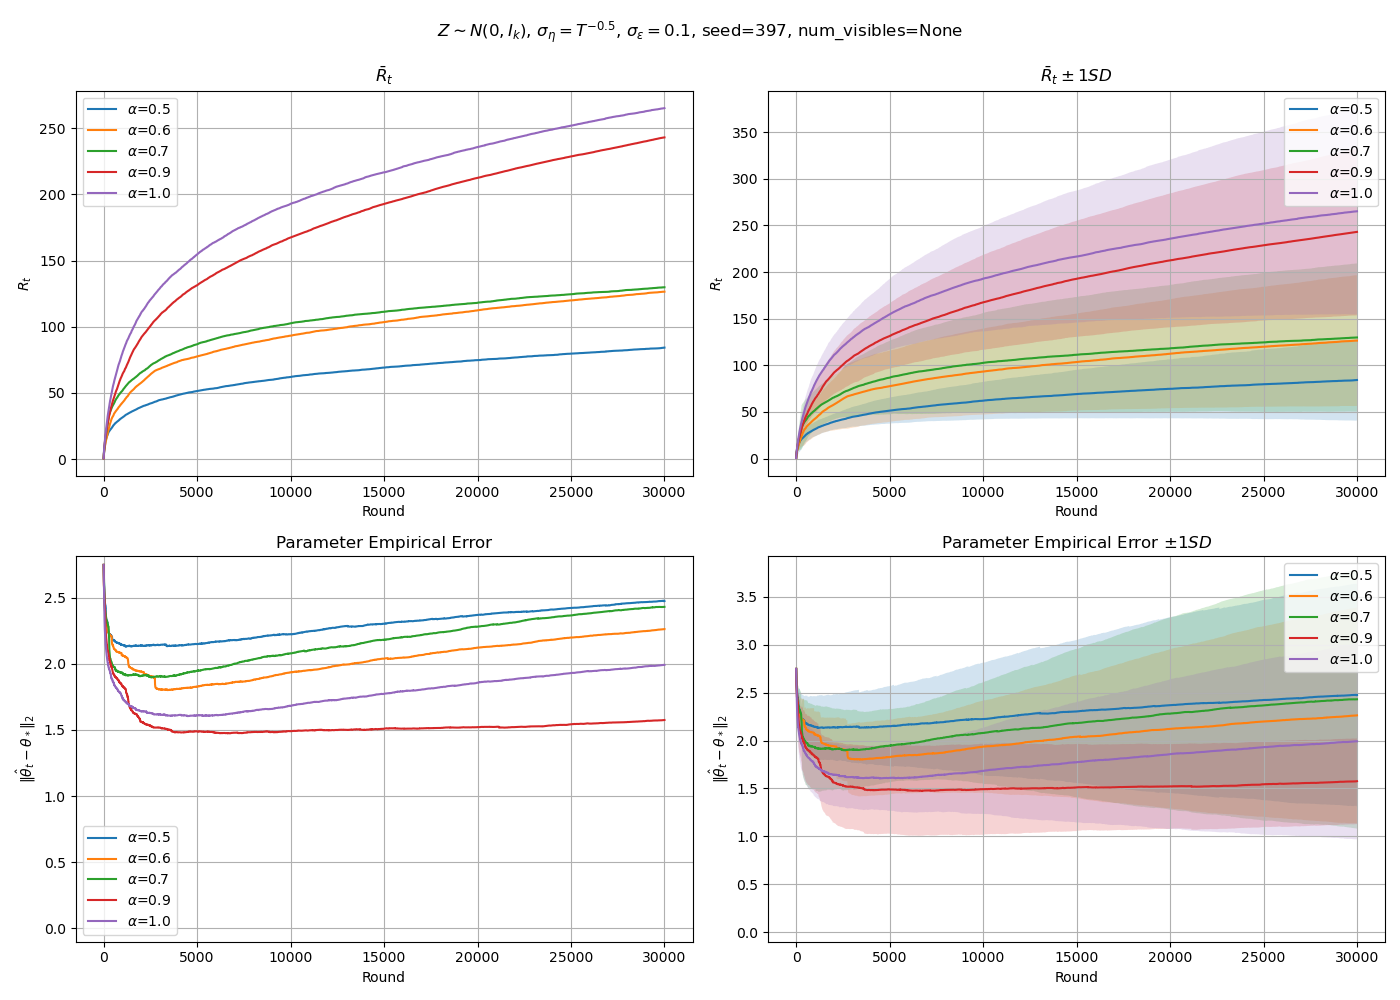 Z ∼ N(0, I_k), σ_η = T^{−0.5}, σ_ε = 0.1, seed=397, num_visibles=None
R̄_t
R_t
250
200
150
100
50
0
α=0.5
α=0.6
α=0.7
α=0.9
α=1.0
0 5000 10000 15000 20000 25000 30000
Round
R̄_t ± 1SD
R_t
350
300
250
200
150
100
50
0
α=0.5
α=0.6
α=0.7
α=0.9
α=1.0
0 5000 10000 15000 20000 25000 30000
Round
Parameter Empirical Error
‖θ̂_t − θ_*‖_2
2.5
2.0
1.5
1.0
0.5
0.0
α=0.5
α=0.6
α=0.7
α=0.9
α=1.0
0 5000 10000 15000 20000 25000 30000
Round
Parameter Empirical Error ±1SD
‖θ̂_t − θ_*‖_2
3.5
3.0
2.5
2.0
1.5
1.0
0.5
0.0
α=0.5
α=0.6
α=0.7
α=0.9
α=1.0
0 5000 10000 15000 20000 25000 30000
Round